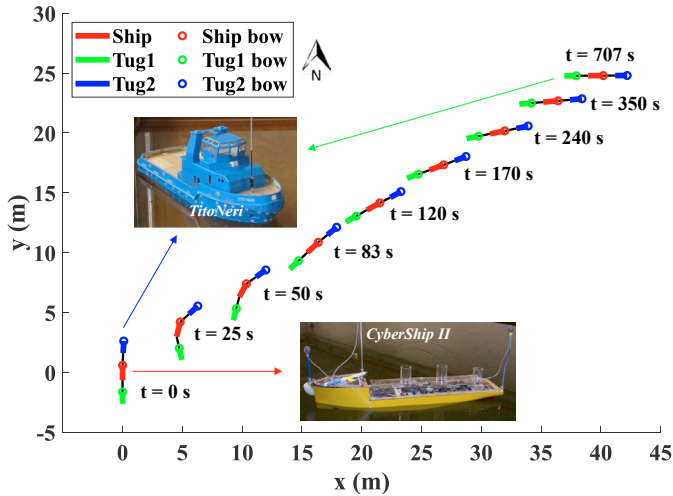 Ship
Ship bow
Tug1
Tug1 bow
Tug2
Tug2 bow
N
t = 707 s
t = 350 s
t = 240 s
t = 170 s
t = 120 s
t = 83 s
t = 50 s
t = 25 s
t = 0 s
TitoNeri
CyberShip II
30
25
20
15
10
5
0
-5
y (m)
0
5
10
15
20
25
30
35
40
45
x (m)